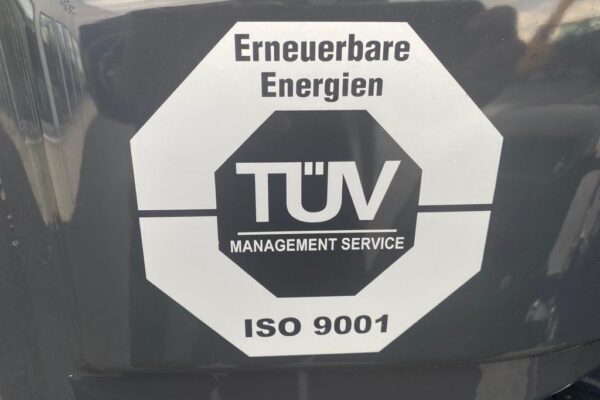 Erneuerbare
Energien
TÜV
MANAGEMENT SERVICE
ISO 9001